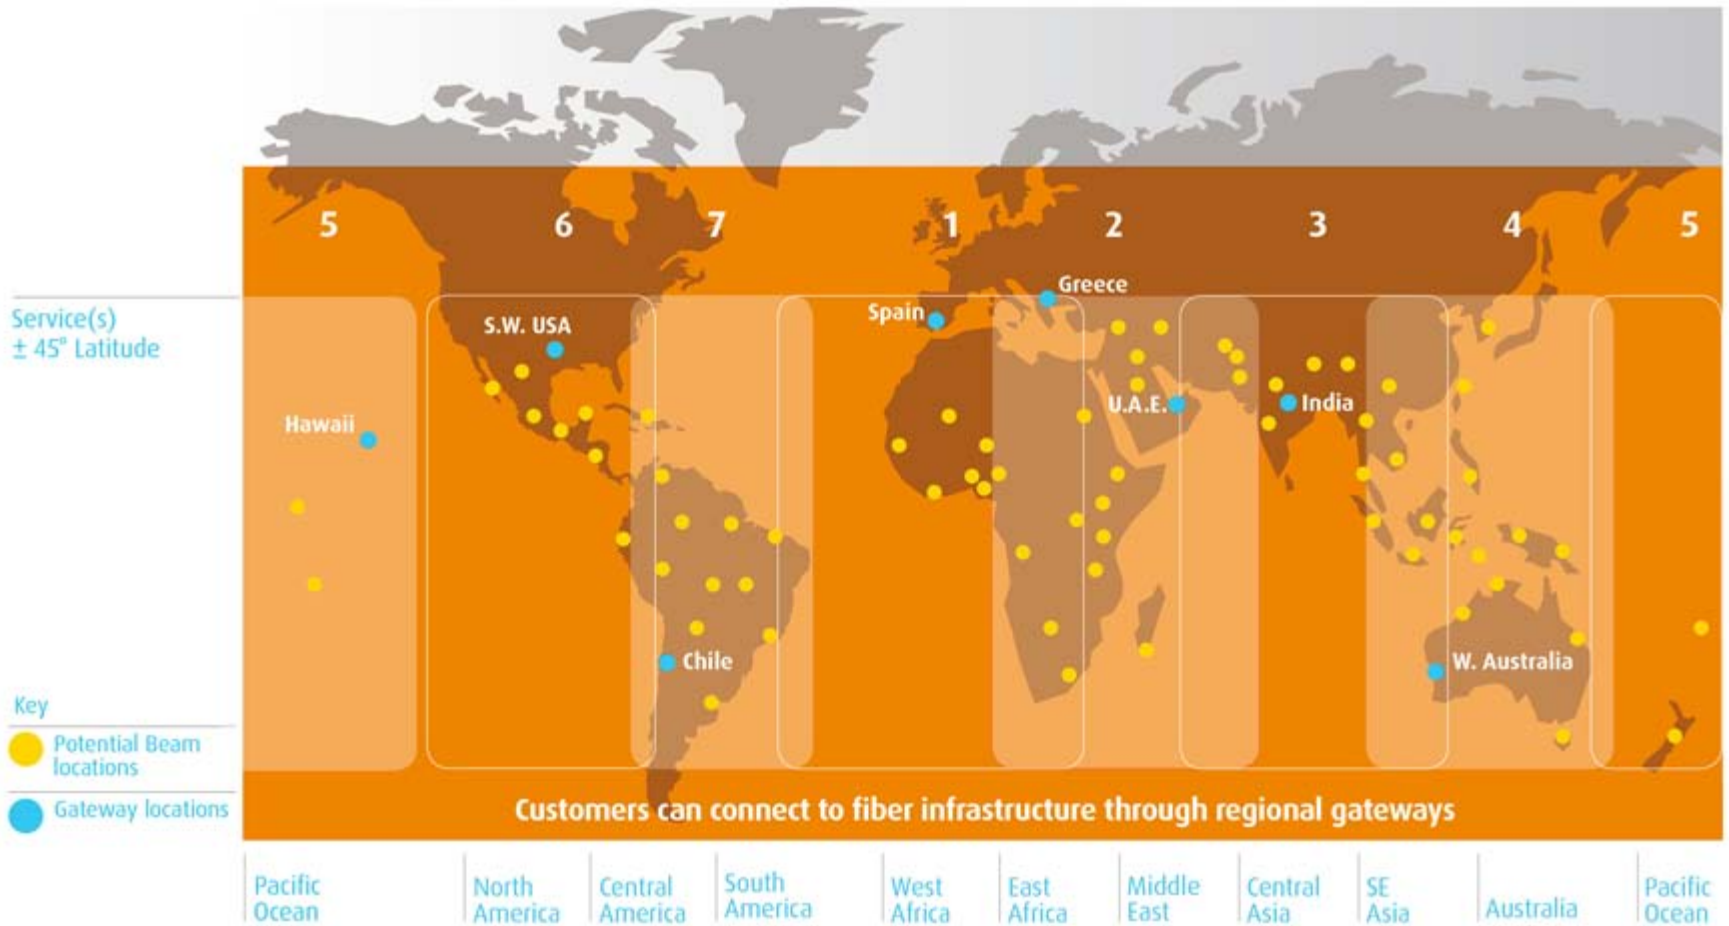 5 6 7 1 2 3 4 5
Greece
Spain
Service(s)
± 45° Latitude
S.W. USA
U.A.E.
India
Hawaii
Chile
W. Australia
Key
Potential Beam
locations
Gateway locations
Customers can connect to fiber infrastructure through regional gateways
Pacific
Ocean
North
America
Central
America
South
America
West
Africa
East
Africa
Middle
East
Central
Asia
SE
Asia
Australia
Pacific
Ocean